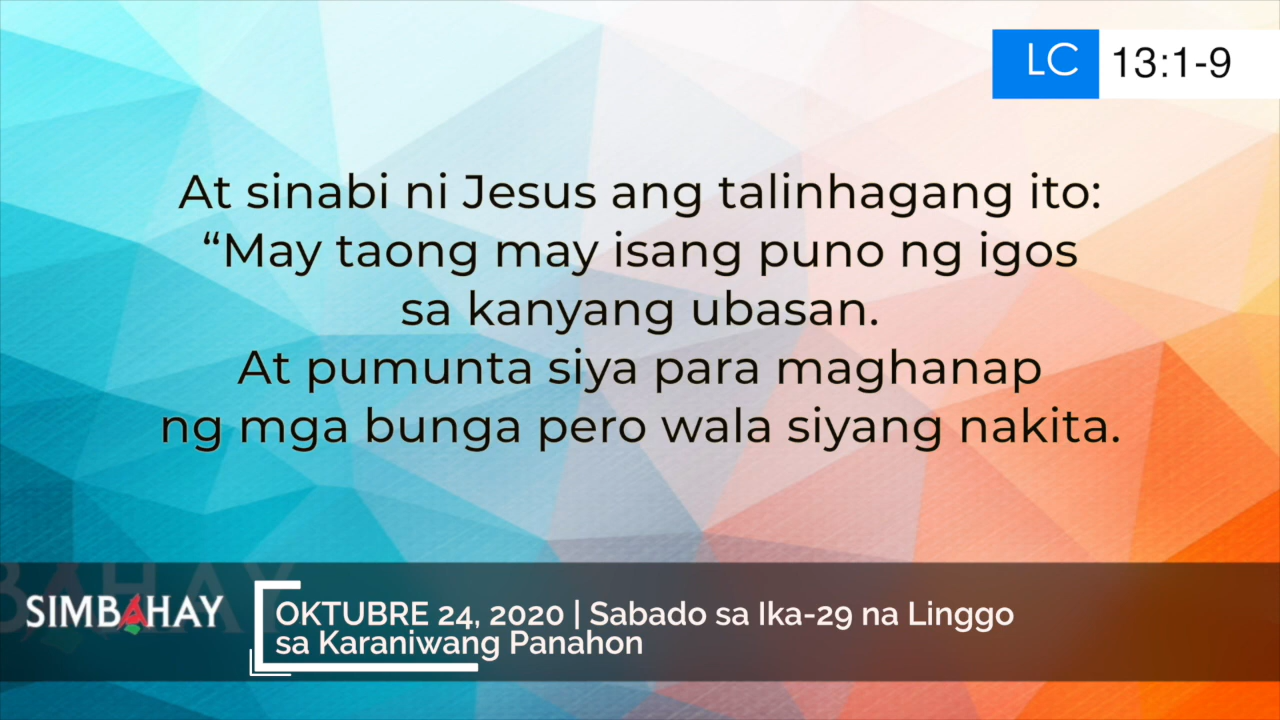 LC 13:1-9
At sinabi ni Jesus ang talinhagang ito:
“May taong may isang puno ng igos
sa kanyang ubasan.
At pumunta siya para maghanap
ng mga bunga pero wala siyang nakita.
SIMBAHAY
OKTUBRE 24, 2020 | Sabado sa Ika-29 na Linggo
sa Karaniwang Panahon